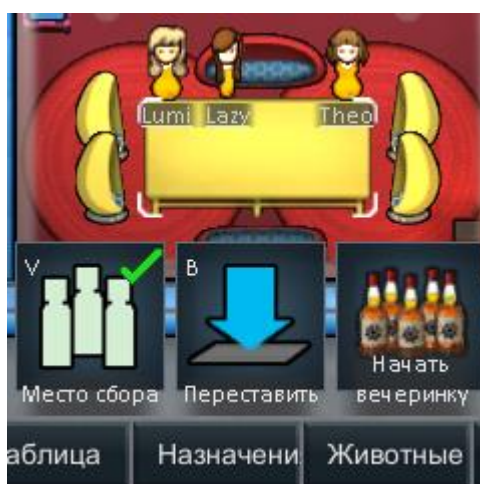 Lumi Lazy Theo
V
B
Место сбора
Переставить
Начать
вечеринку
аблица
Назначени
Животные